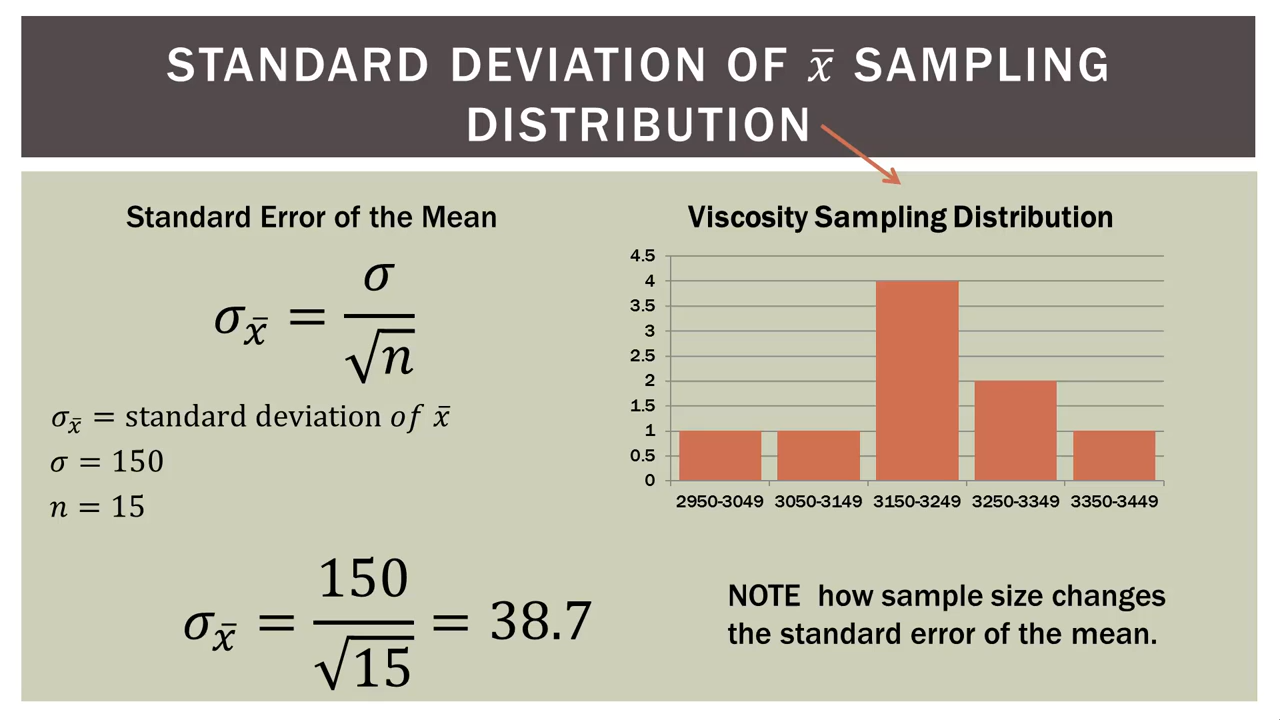 STANDARD DEVIATION OF x̄ SAMPLING
DISTRIBUTION
Standard Error of the Mean
σx̄ = σ/√n
σx̄ = standard deviation of x̄
σ = 150
n = 15
σx̄ = 150/√15 = 38.7
Viscosity Sampling Distribution
4.5
4
3.5
3
2.5
2
1.5
1
0.5
0
2950-3049 3050-3149 3150-3249 3250-3349 3350-3449
NOTE how sample size changes
the standard error of the mean.